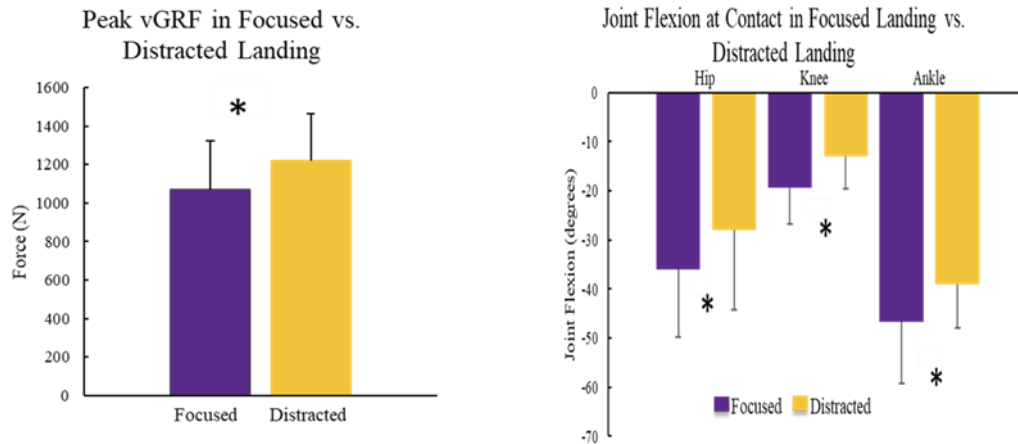 Peak vGRF in Focused vs.
Distracted Landing
Force (N)
1600
1400
1200
1000
800
600
400
200
0
*
Focused Distracted
Joint Flexion at Contact in Focused Landing vs.
Distracted Landing
Hip Knee Ankle
Joint Flexion (degrees)
0
-10
-20
-30
-40
-50
-60
-70
*
*
*
Focused Distracted